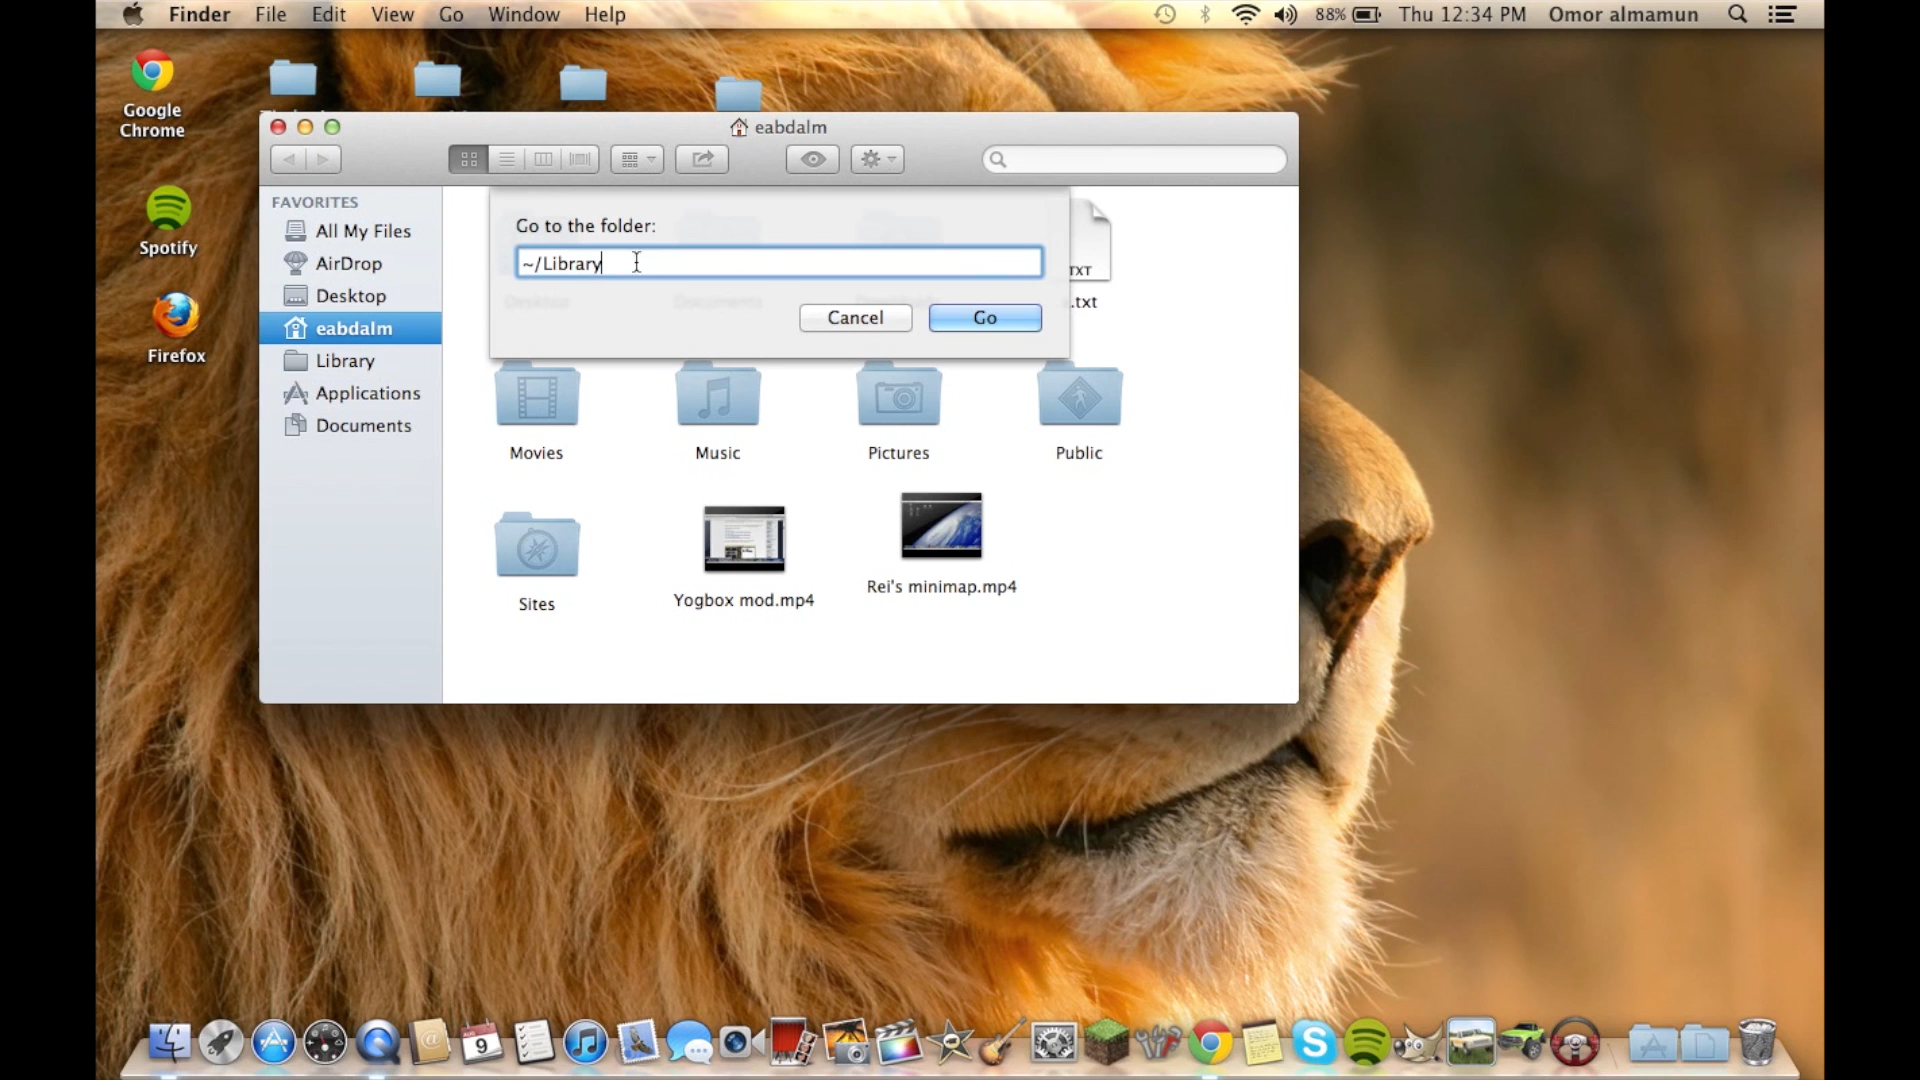 Finder File Edit View Go Window Help 88% Thu 12:34 PM Omor almamun
Google
Chrome
Spotify
Firefox
eabdalm
FAVORITES
All My Files
AirDrop
Desktop
eabdalm
Library
Applications
Documents
Go to the folder:
~/Library
Cancel Go
TXT
.txt
Desktop Documents
Movies Music Pictures Public
Sites Yogbox mod.mp4 Rei's minimap.mp4
9